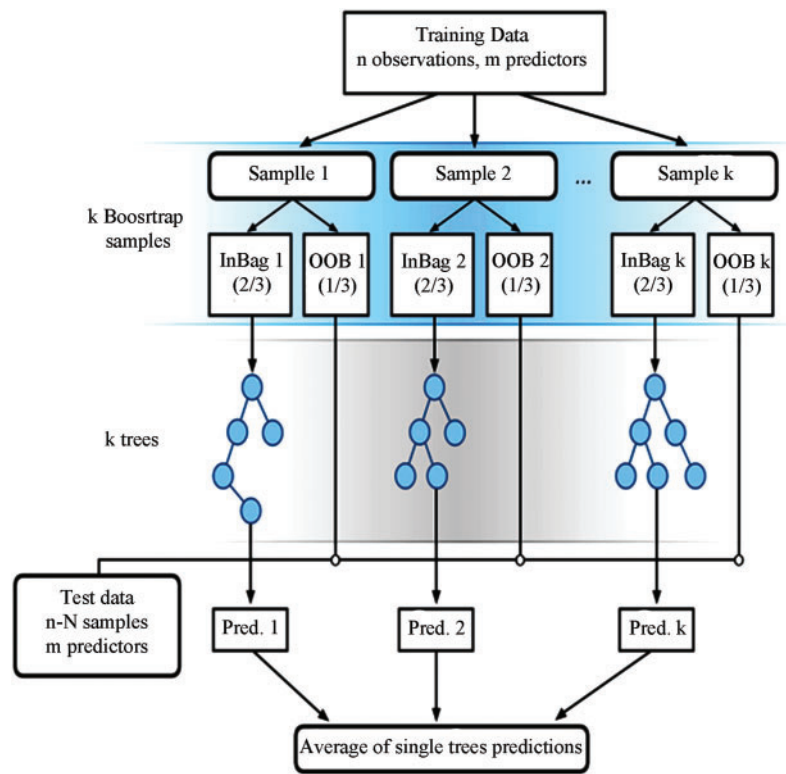 Training Data
n observations, m predictors
Samplle 1
Sample 2
...
Sample k
k Boosrtrap
samples
InBag 1
(2/3)
OOB 1
(1/3)
InBag 2
(2/3)
OOB 2
(1/3)
InBag k
(2/3)
OOB k
(1/3)
k trees
Test data
n-N samples
m predictors
Pred. 1
Pred. 2
Pred. k
Average of single trees predictions